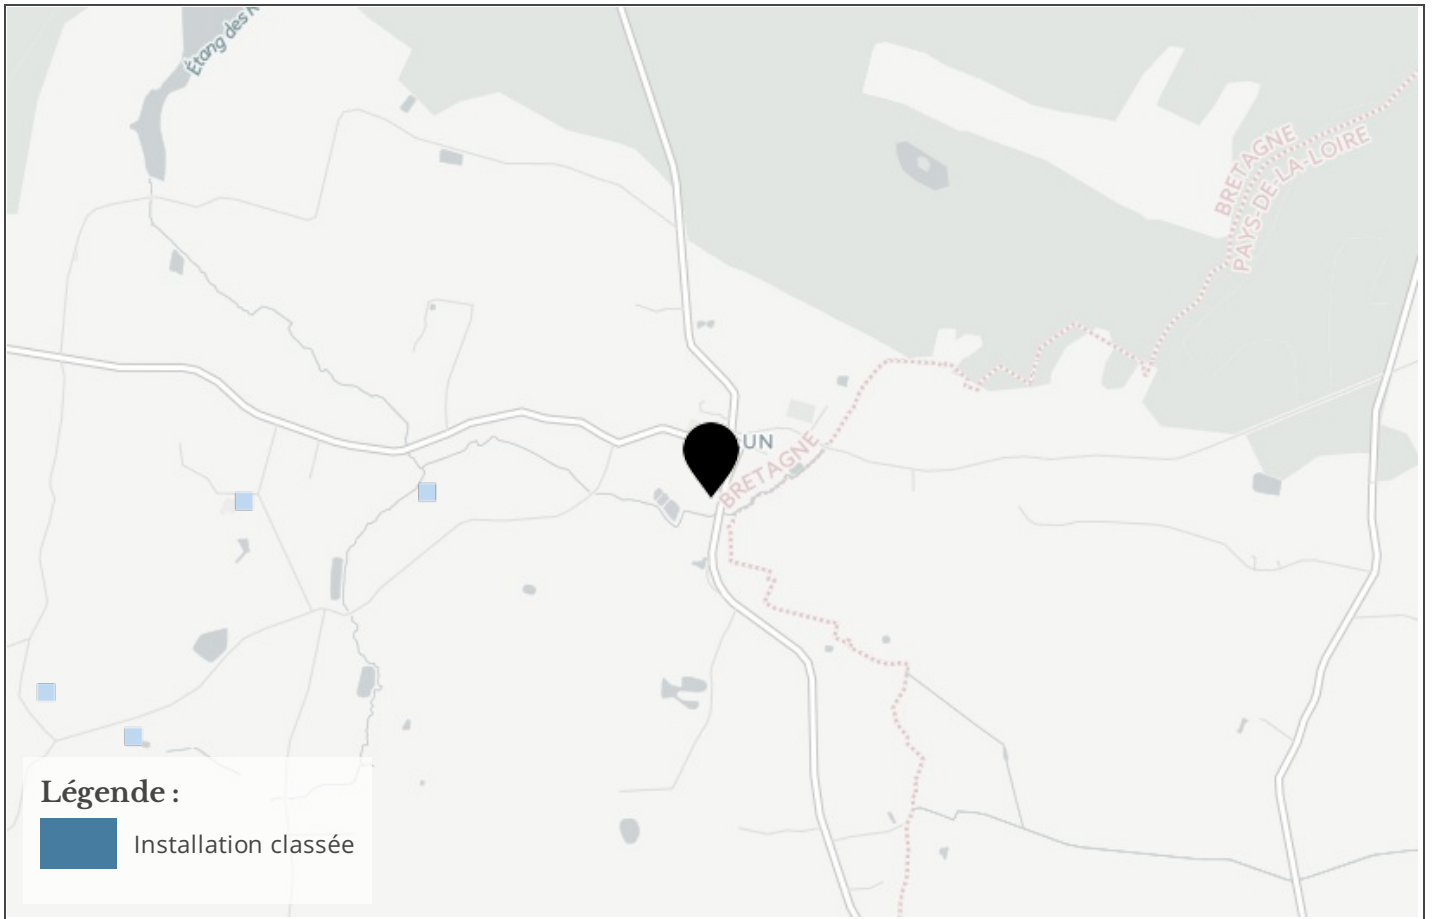 Étang des
BRETAGNE
PAYS-DE-LA-LOIRE
UN
BRETAGNE
Légende :
Installation classée